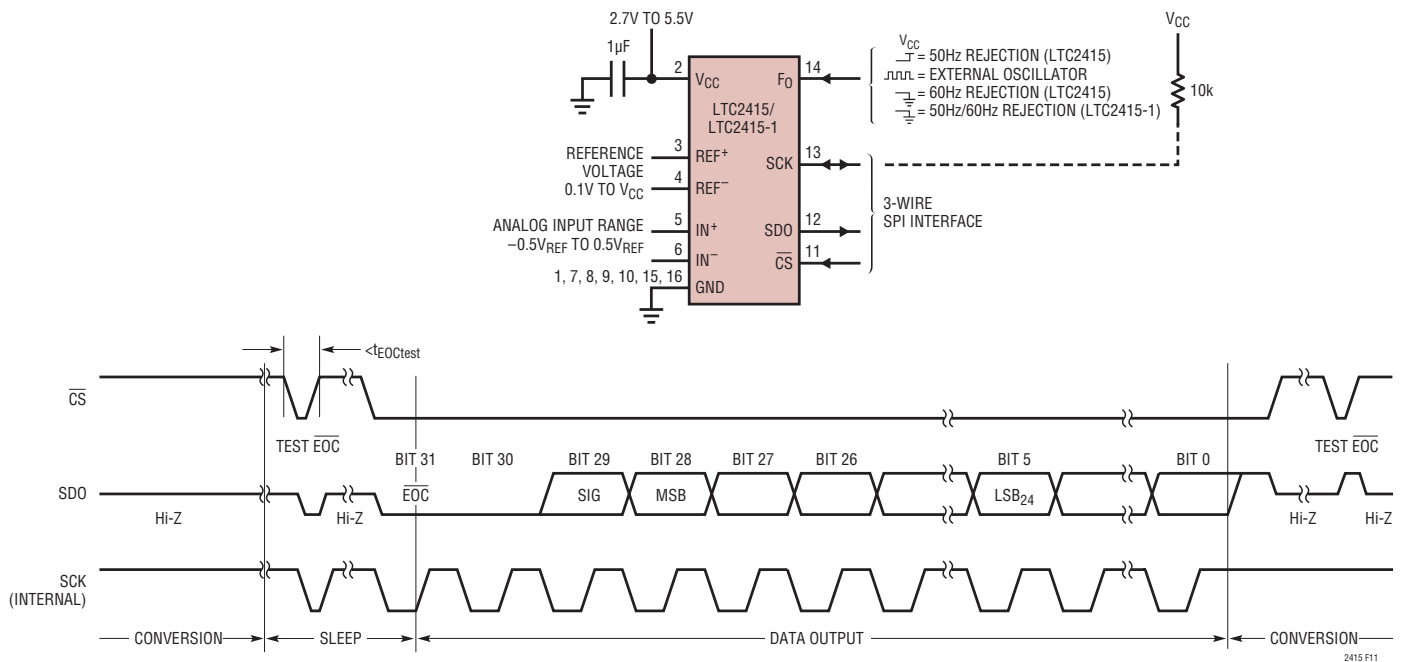 2.7V TO 5.5V
1µF
2
VCC
LTC2415/
LTC2415-1
14
FO
VCC
= 50Hz REJECTION (LTC2415)
= EXTERNAL OSCILLATOR
= 60Hz REJECTION (LTC2415)
= 50Hz/60Hz REJECTION (LTC2415-1)
VCC
10k
REFERENCE
VOLTAGE
0.1V TO VCC
3
REF+
4
REF−
SCK
13
ANALOG INPUT RANGE
−0.5VREF TO 0.5VREF
5
IN+
6
IN−
SDO
12
CS
11
3-WIRE
SPI INTERFACE
1, 7, 8, 9, 10, 15, 16
GND
<tEOCtest
CS
TEST EOC
TEST EOC
BIT 31
BIT 30
BIT 29
BIT 28
BIT 27
BIT 26
BIT 5
BIT 0
SDO
EOC
SIG
MSB
LSB24
Hi-Z
Hi-Z
Hi-Z
Hi-Z
SCK
(INTERNAL)
CONVERSION
SLEEP
DATA OUTPUT
CONVERSION
2415 F11